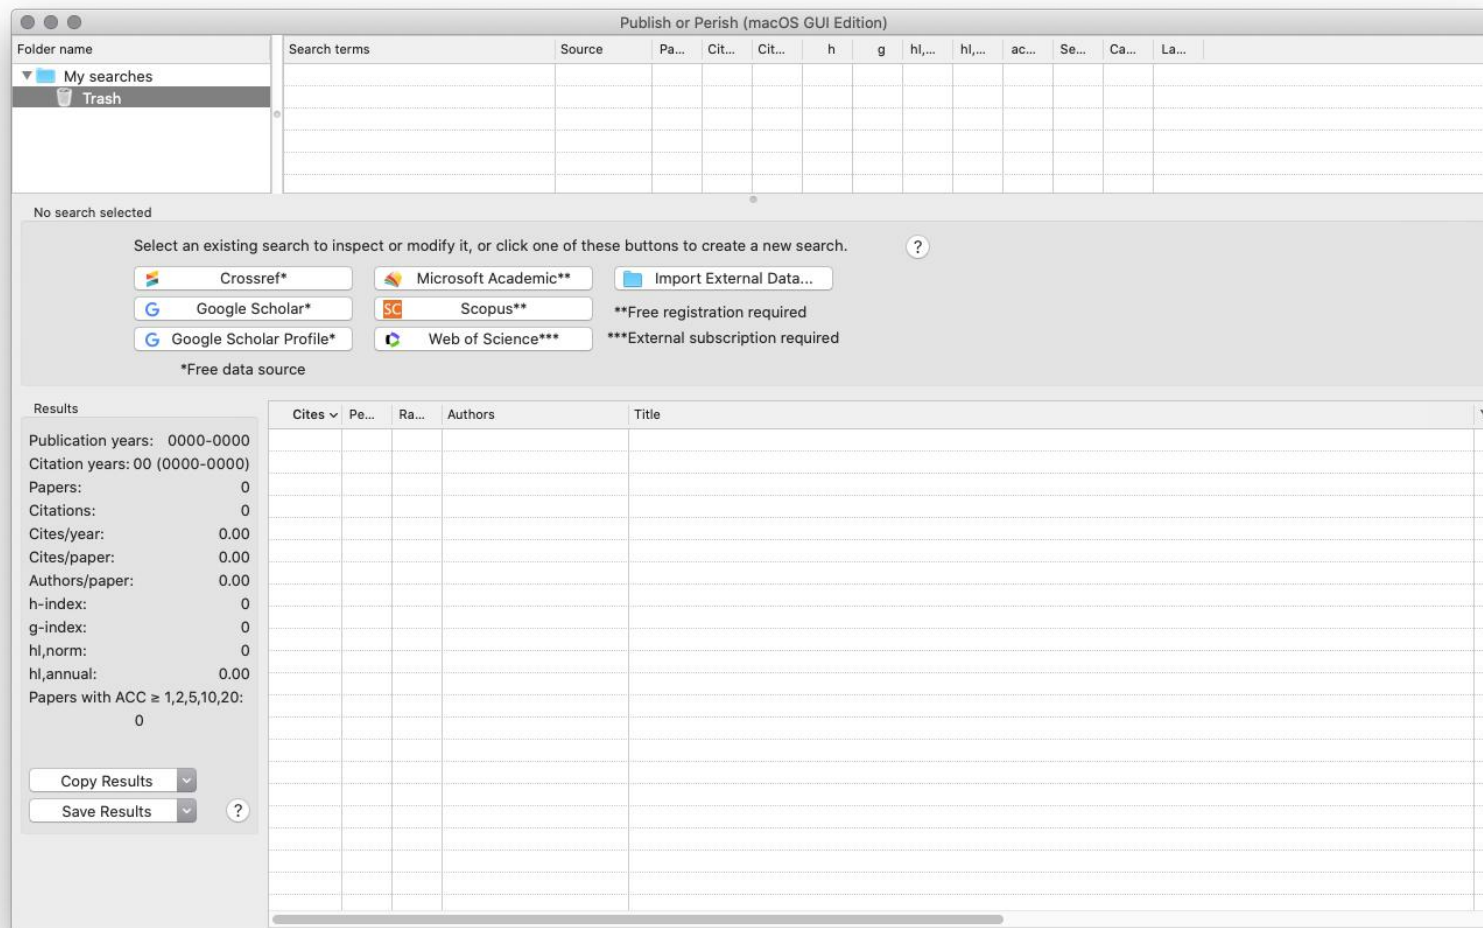 Publish or Perish (macOS GUI Edition)
Folder name
My searches
Trash
Search terms Source Pa... Cit... Cit... h g hI,... hI,... ac... Se... Ca... La...
No search selected
Select an existing search to inspect or modify it, or click one of these buttons to create a new search. ?
Crossref* Microsoft Academic** Import External Data...
Google Scholar* SC Scopus** **Free registration required
Google Scholar Profile* Web of Science*** ***External subscription required
*Free data source
Results
Publication years: 0000-0000
Citation years: 00 (0000-0000)
Papers: 0
Citations: 0
Cites/year: 0.00
Cites/paper: 0.00
Authors/paper: 0.00
h-index: 0
g-index: 0
hI,norm: 0
hI,annual: 0.00
Papers with ACC ≥ 1,2,5,10,20:
0
Copy Results
Save Results ?
Cites Pe... Ra... Authors Title